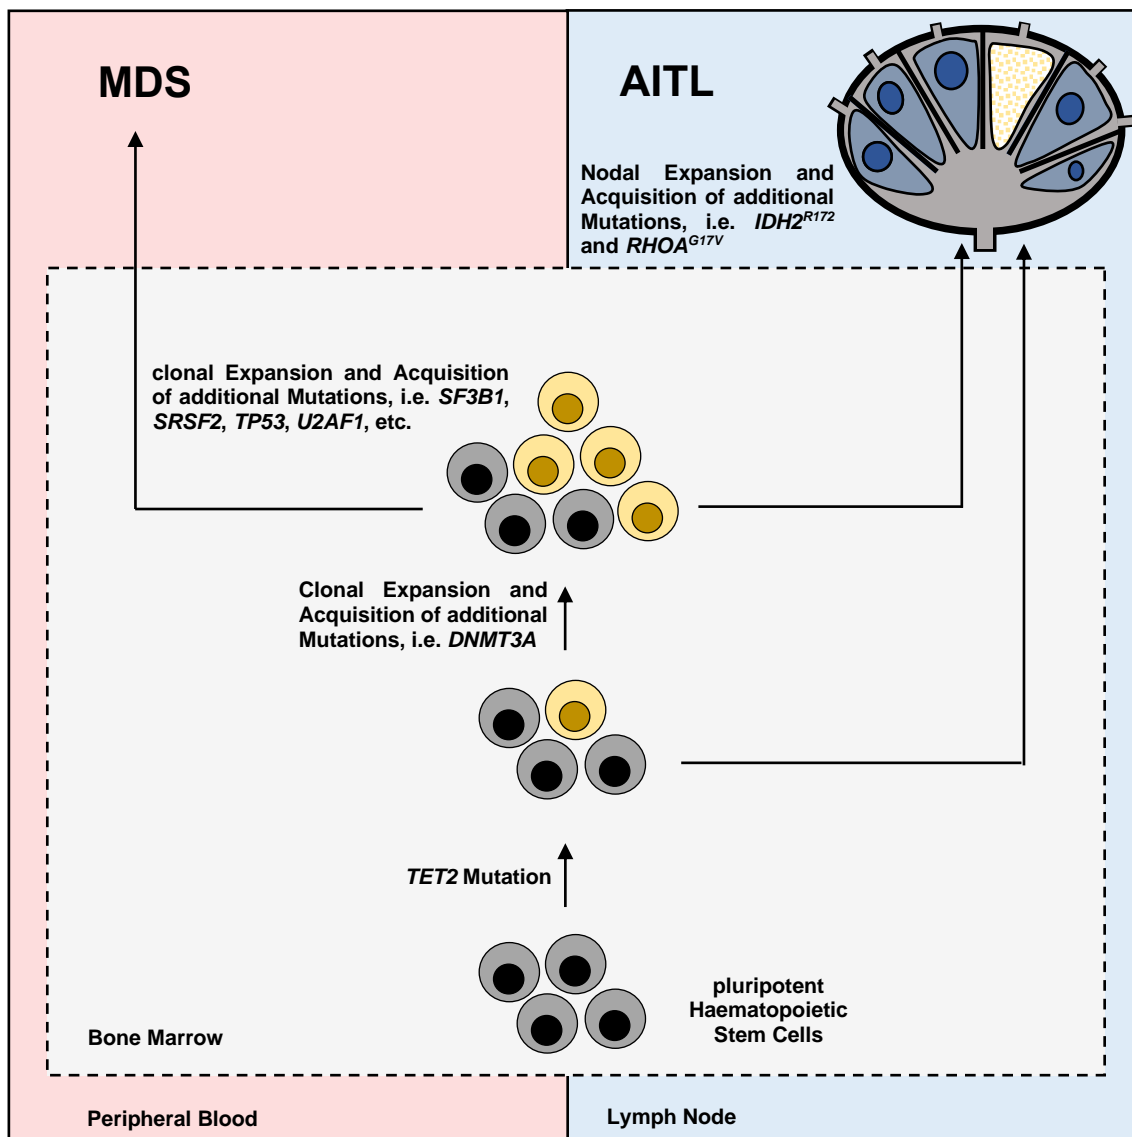 MDS
AITL
Nodal Expansion and
Acquisition of additional
Mutations, i.e. IDH2R172
and RHOAG17V
clonal Expansion and Acquisition
of additional Mutations, i.e. SF3B1,
SRSF2, TP53, U2AF1, etc.
Clonal Expansion and
Acquisition of additional
Mutations, i.e. DNMT3A
TET2 Mutation
pluripotent
Haematopoietic
Stem Cells
Bone Marrow
Peripheral Blood
Lymph Node